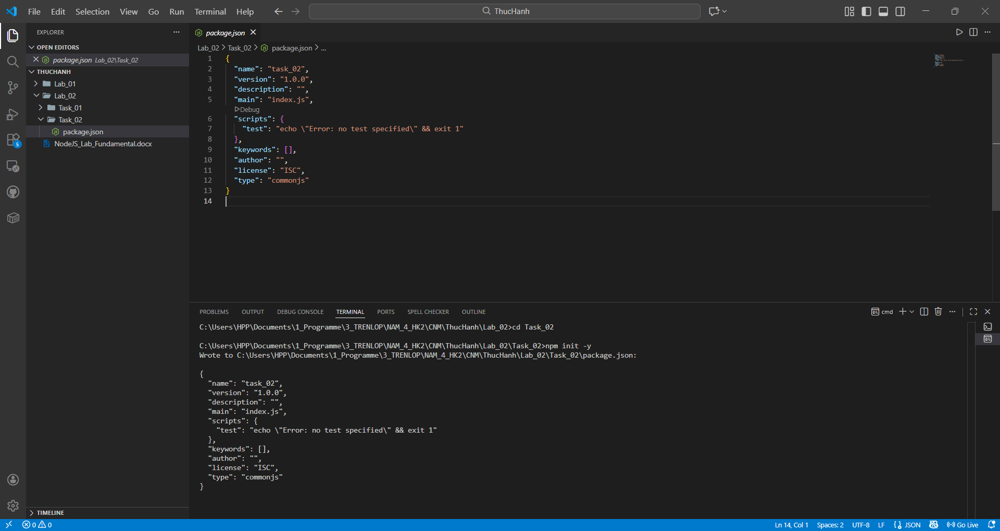 File Edit Selection View Go Run Terminal Help
ThucHanh
EXPLORER
OPEN EDITORS
package.json Lab_02\Task_02
THUCHANH
Lab_01
Lab_02
Task_01
Task_02
package.json
NodeJS_Lab_Fundamental.docx
TIMELINE
5
package.json
Lab_02 > Task_02 > package.json > ...
1 {
2 "name": "task_02",
3 "version": "1.0.0",
4 "description": "",
5 "main": "index.js",
Debug
6 "scripts": {
7 "test": "echo \"Error: no test specified\" && exit 1"
8 },
9 "keywords": [],
10 "author": "",
11 "license": "ISC",
12 "type": "commonjs"
13 }
14
PROBLEMS OUTPUT DEBUG CONSOLE TERMINAL PORTS SPELL CHECKER OUTLINE
cmd
C:\Users\HPP\Documents\1_Programme\3_TRENLOP\NAM_4_HK2\CNM\ThucHanh\Lab_02>cd Task_02
C:\Users\HPP\Documents\1_Programme\3_TRENLOP\NAM_4_HK2\CNM\ThucHanh\Lab_02\Task_02>npm init -y
Wrote to C:\Users\HPP\Documents\1_Programme\3_TRENLOP\NAM_4_HK2\CNM\ThucHanh\Lab_02\Task_02\package.json:
{
"name": "task_02",
"version": "1.0.0",
"description": "",
"main": "index.js",
"scripts": {
"test": "echo \"Error: no test specified\" && exit 1"
},
"keywords": [],
"author": "",
"license": "ISC",
"type": "commonjs"
}
0 0
Ln 14, Col 1 Spaces: 2 UTF-8 LF {} JSON Go Live